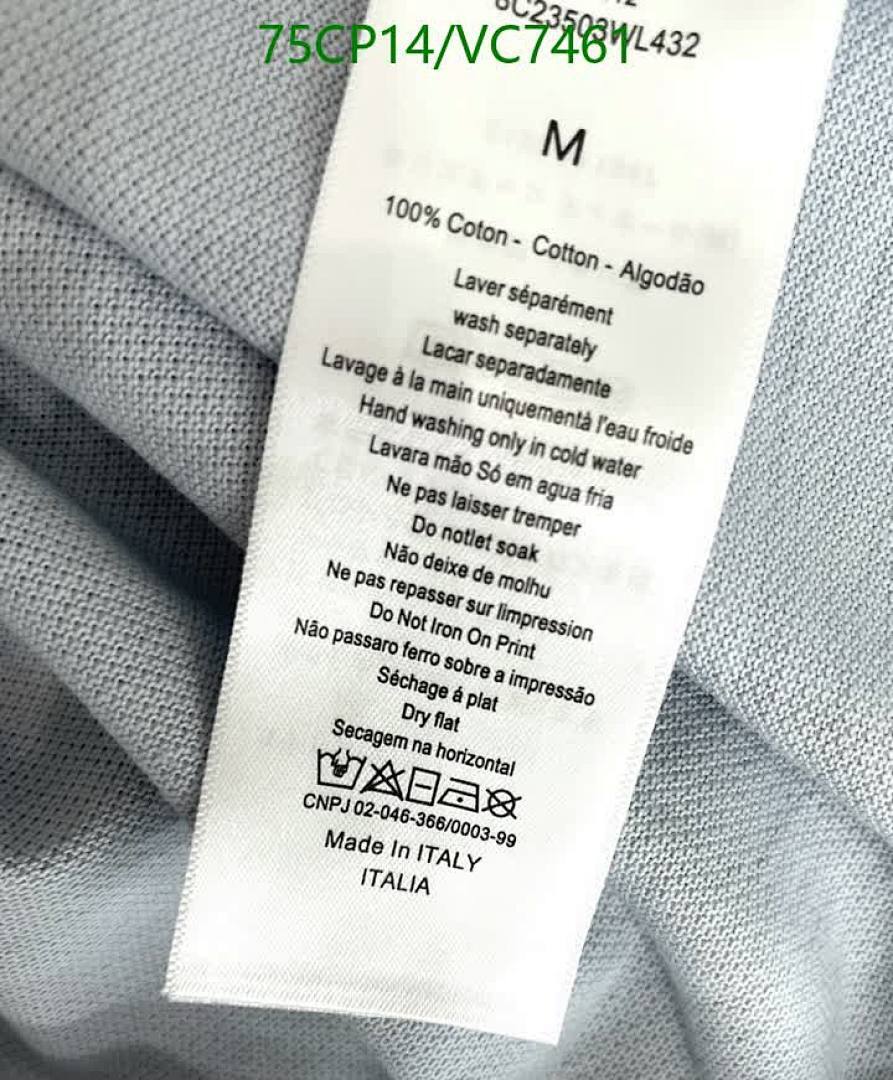 75CP14/VC7461
M
100% Coton - Cotton - Algodão
Laver séparément
wash separately
Lacar separadamente
Lavage à la main uniquementà l'eau froide
Hand washing only in cold water
Lavara mão Só em agua fria
Ne pas laisser tremper
Do notlet soak
Não deixe de molhu
Ne pas repasser sur limpression
Do Not Iron On Print
Não passaro ferro sobre a impressão
Séchage á plat
Dry flat
Secagem na horizontal
CNPJ 02-046-366/0003-99
Made In ITALY
ITALIA